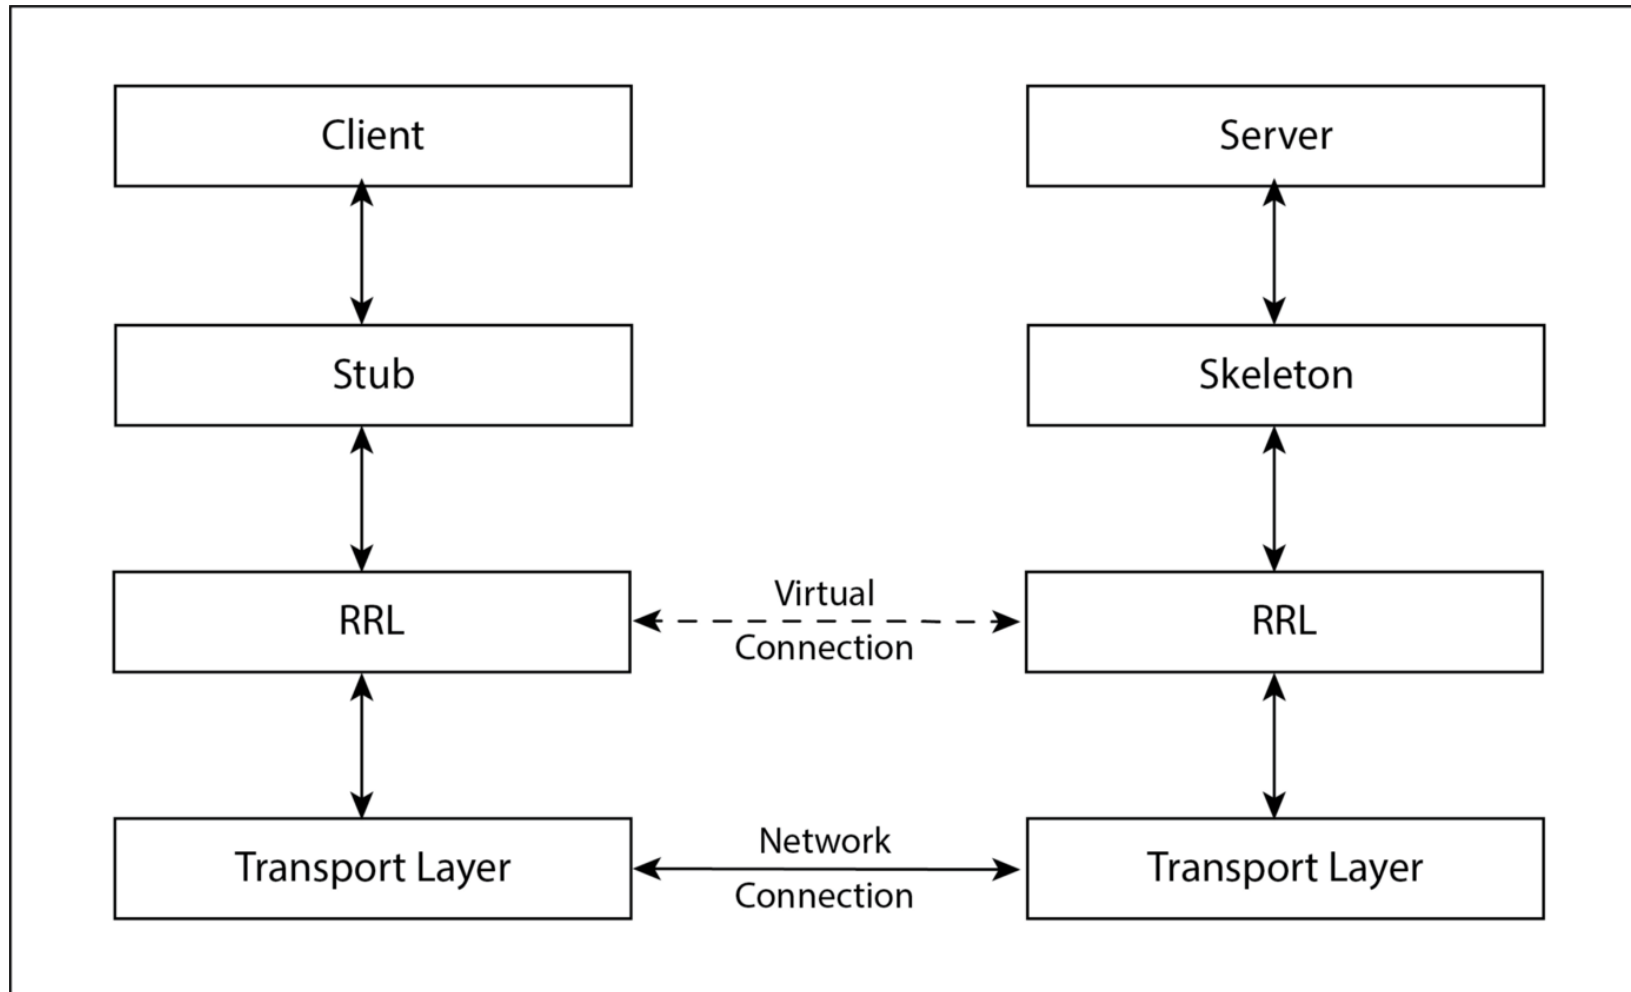 Client
Server
Stub
Skeleton
RRL
Virtual
Connection
RRL
Transport Layer
Network
Connection
Transport Layer